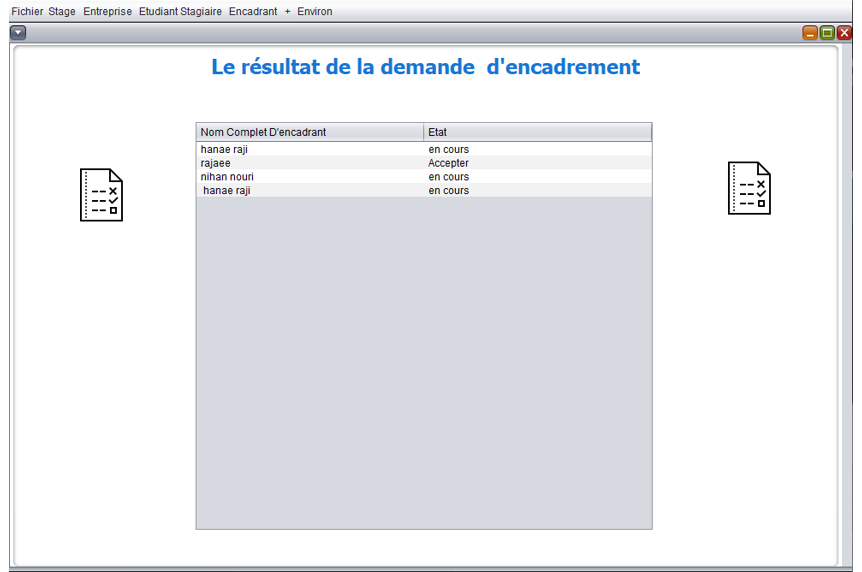 Fichier Stage Entreprise Etudiant Stagiaire Encadrant + Environ
Le résultat de la demande d'encadrement
Nom Complet D'encadrant Etat
hanae raji en cours
rajaee Accepter
nihan nouri en cours
hanae raji en cours